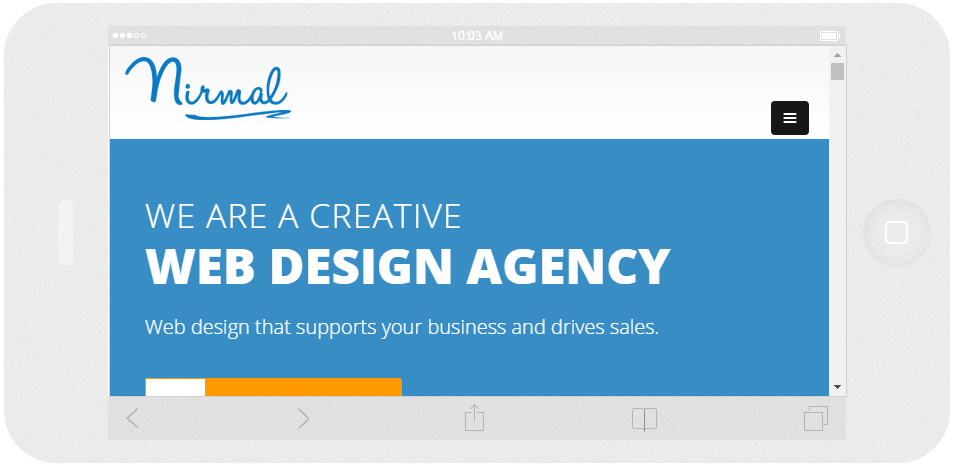 10:03 AM
Nirmal
WE ARE A CREATIVE
WEB DESIGN AGENCY
Web design that supports your business and drives sales.